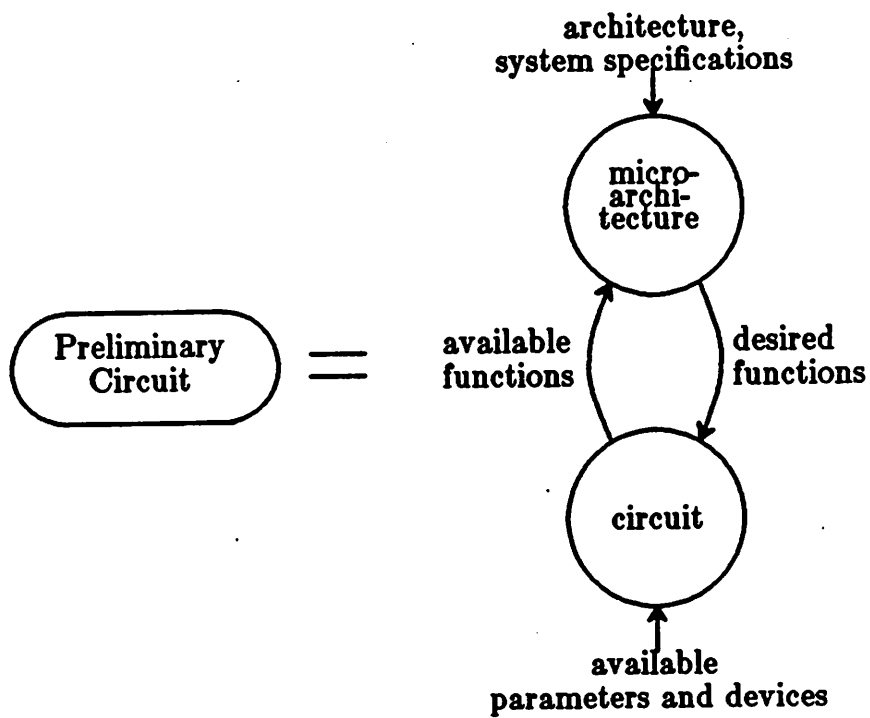 architecture,
system specifications
micro-
archi-
tecture
Preliminary
Circuit
=
available
functions
desired
functions
circuit
available
parameters and devices